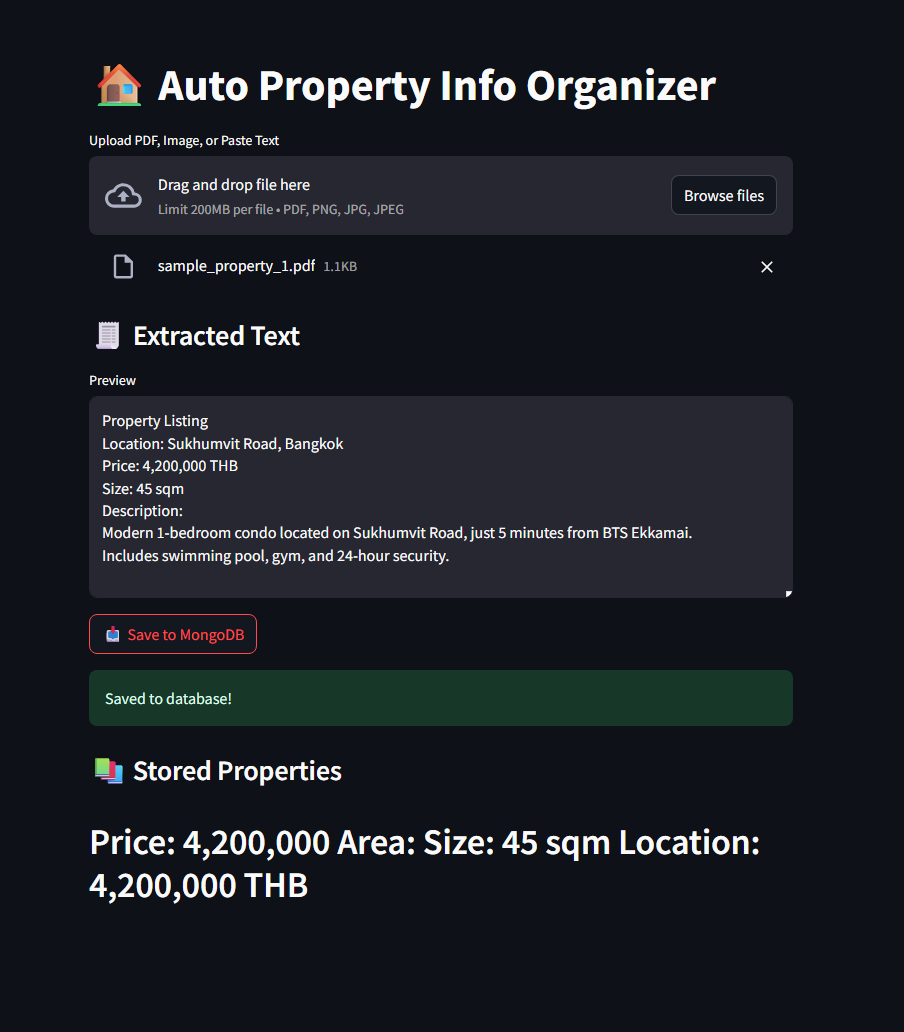 Auto Property Info Organizer
Upload PDF, Image, or Paste Text
Drag and drop file here
Limit 200MB per file • PDF, PNG, JPG, JPEG
Browse files
sample_property_1.pdf 1.1KB
Extracted Text
Preview
Property Listing
Location: Sukhumvit Road, Bangkok
Price: 4,200,000 THB
Size: 45 sqm
Description:
Modern 1-bedroom condo located on Sukhumvit Road, just 5 minutes from BTS Ekkamai.
Includes swimming pool, gym, and 24-hour security.
Save to MongoDB
Saved to database!
Stored Properties
Price: 4,200,000 Area: Size: 45 sqm Location:
4,200,000 THB